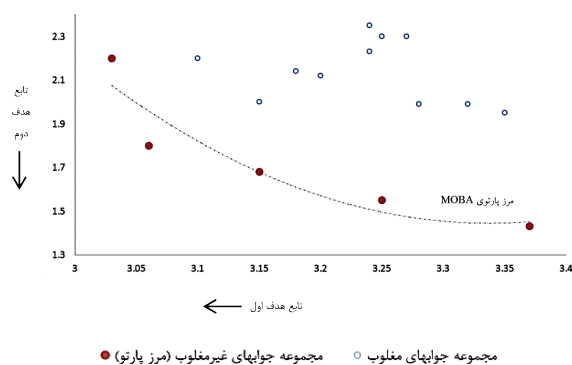 2.3
2.1
1.9
1.7
1.5
1.3
تابع
هدف
دوم
مرز پارتوی MOBA
3 3.05 3.1 3.15 3.2 3.25 3.3 3.35 3.4
تابع هدف اول
مجموعه جوابهای غیرمغلوب (مرز پارتو) مجموعه جوابهای مغلوب